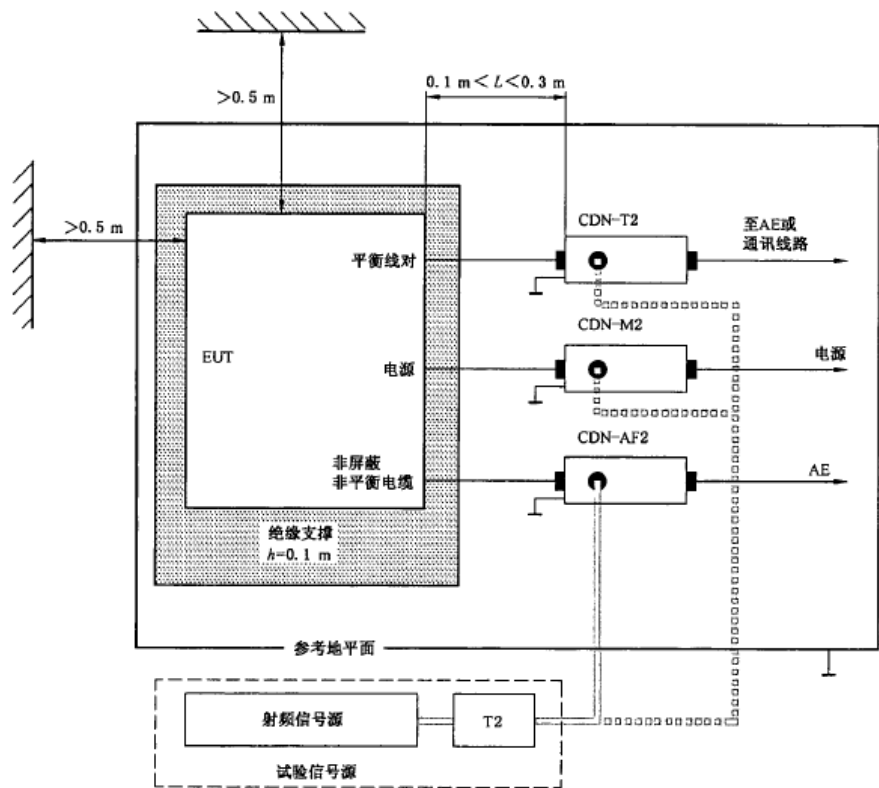 0.1 m＜L＜0.3 m
>0.5 m
>0.5 m
CDN-T2
至AE或
通讯线路
平衡线对
CDN-M2
EUT
电源
电源
CDN-AF2
非屏蔽
非平衡电缆
AE
绝缘支撑
h=0.1 m
参考地平面
射频信号源
T2
试验信号源